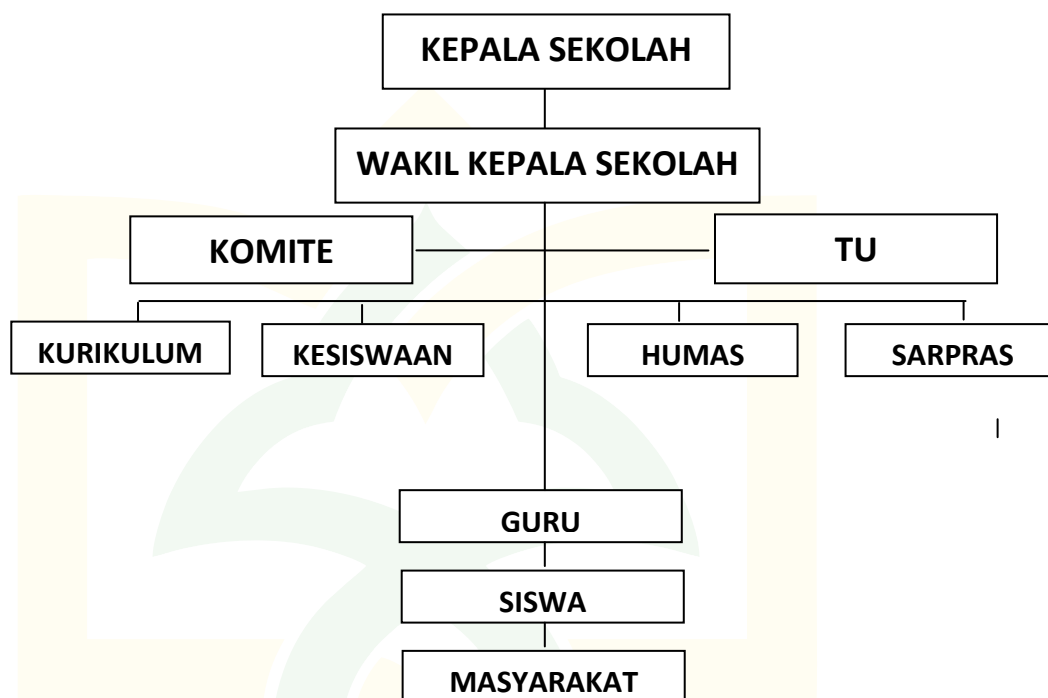 KEPALA SEKOLAH
WAKIL KEPALA SEKOLAH
KOMITE
TU
KURIKULUM
KESISWAAN
HUMAS
SARPRAS
GURU
SISWA
MASYARAKAT